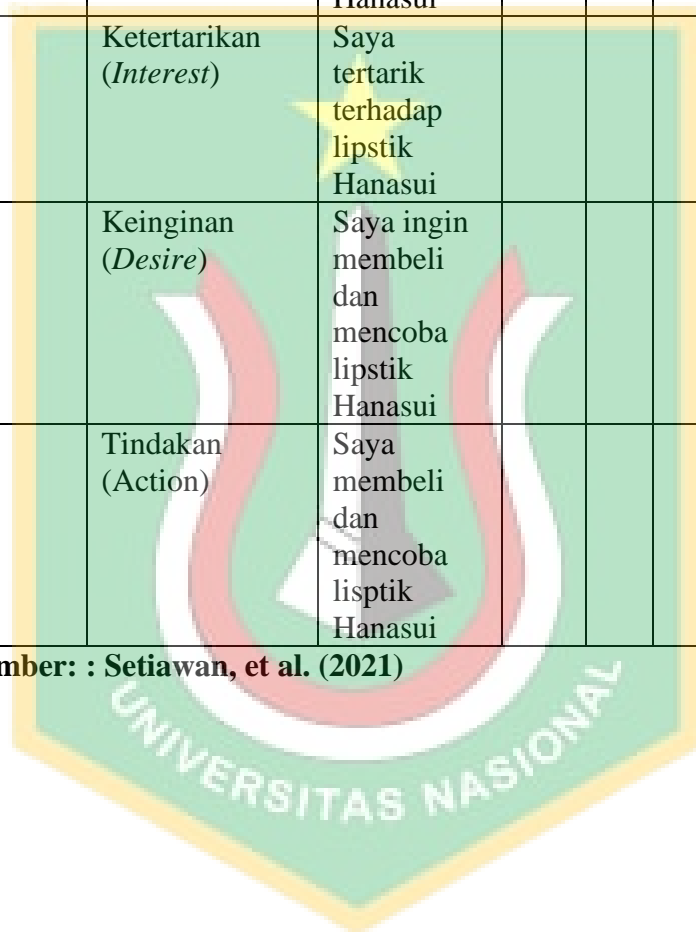 Hanasui
Ketertarikan
(Interest)
Saya
tertarik
terhadap
lipstik
Hanasui
Keinginan
(Desire)
Saya ingin
membeli
dan
mencoba
lipstik
Hanasui
Tindakan
(Action)
Saya
membeli
dan
mencoba
lisptik
Hanasui
mber: : Setiawan, et al. (2021)
UNIVERSITAS NASIONAL